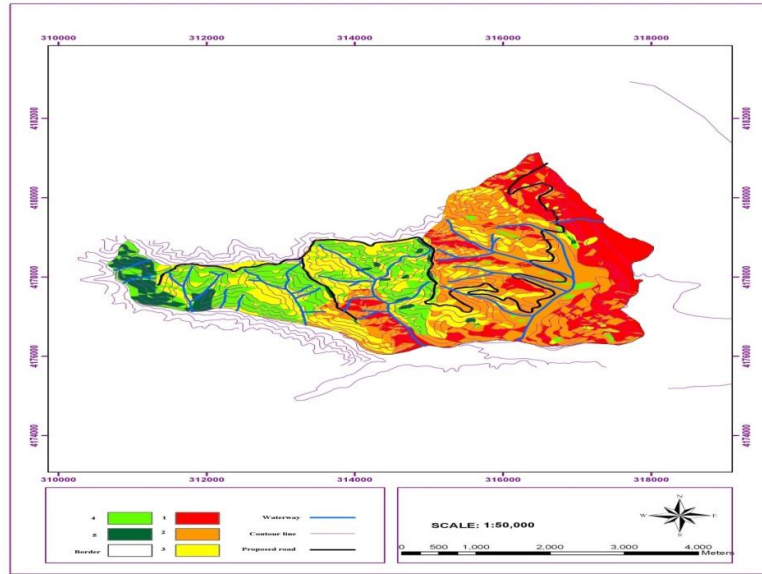 310000 312000 314000 316000 318000
4182000 4182000
4180000 4180000
4178000 4178000
4176000 4176000
4174000 4174000
310000 312000 314000 316000 318000
4 1 Waterway
5 2 Contour line
Border 3 Proposed road
N
W E
S
SCALE: 1:50,000
0 500 1,000 2,000 3,000 4,000
Meters